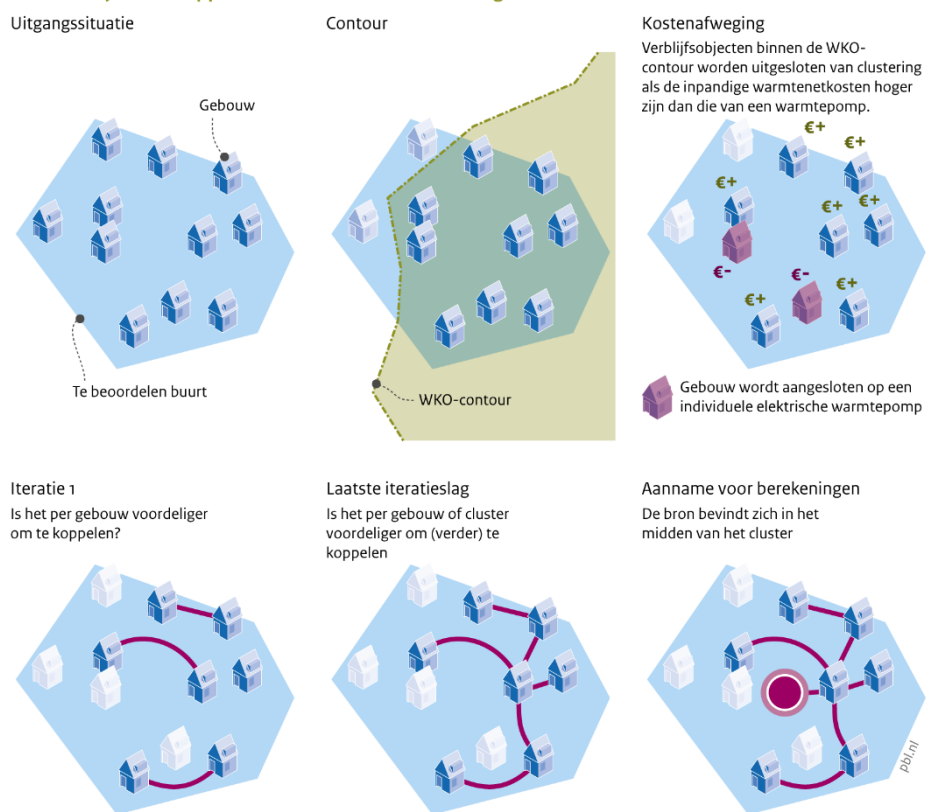 Uitgangssituatie
Gebouw
Te beoordelen buurt
Contour
WKO-contour
Kostenafweging
Verblijfsobjecten binnen de WKO-
contour worden uitgesloten van clustering
als de inpandige warmtenetkosten hoger
zijn dan die van een warmtepomp.
€+
€+
€+
€+
€+
€-
€-
€+
€+
Gebouw wordt aangesloten op een
individuele elektrische warmtepomp
Iteratie 1
Is het per gebouw voordeliger
om te koppelen?
Laatste iteratieslag
Is het per gebouw of cluster
voordeliger om (verder) te
koppelen
Aanname voor berekeningen
De bron bevindt zich in het
midden van het cluster
pbl.nl